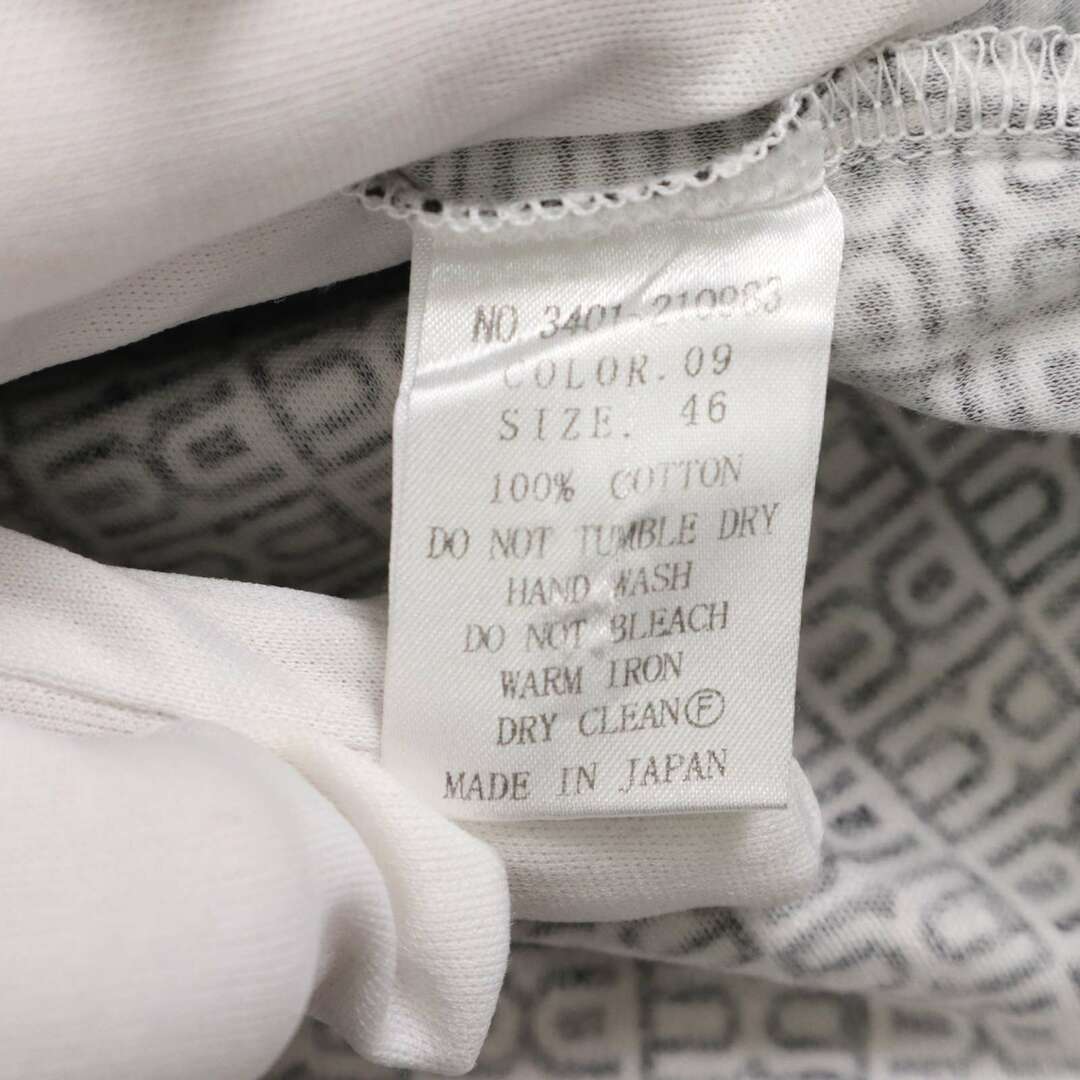 NO. 3401-210963
COLOR. 09
SIZE. 46
100% COTTON
DO NOT TUMBLE DRY
HAND WASH
DO NOT BLEACH
WARM IRON
DRY CLEAN Ⓕ
MADE IN JAPAN